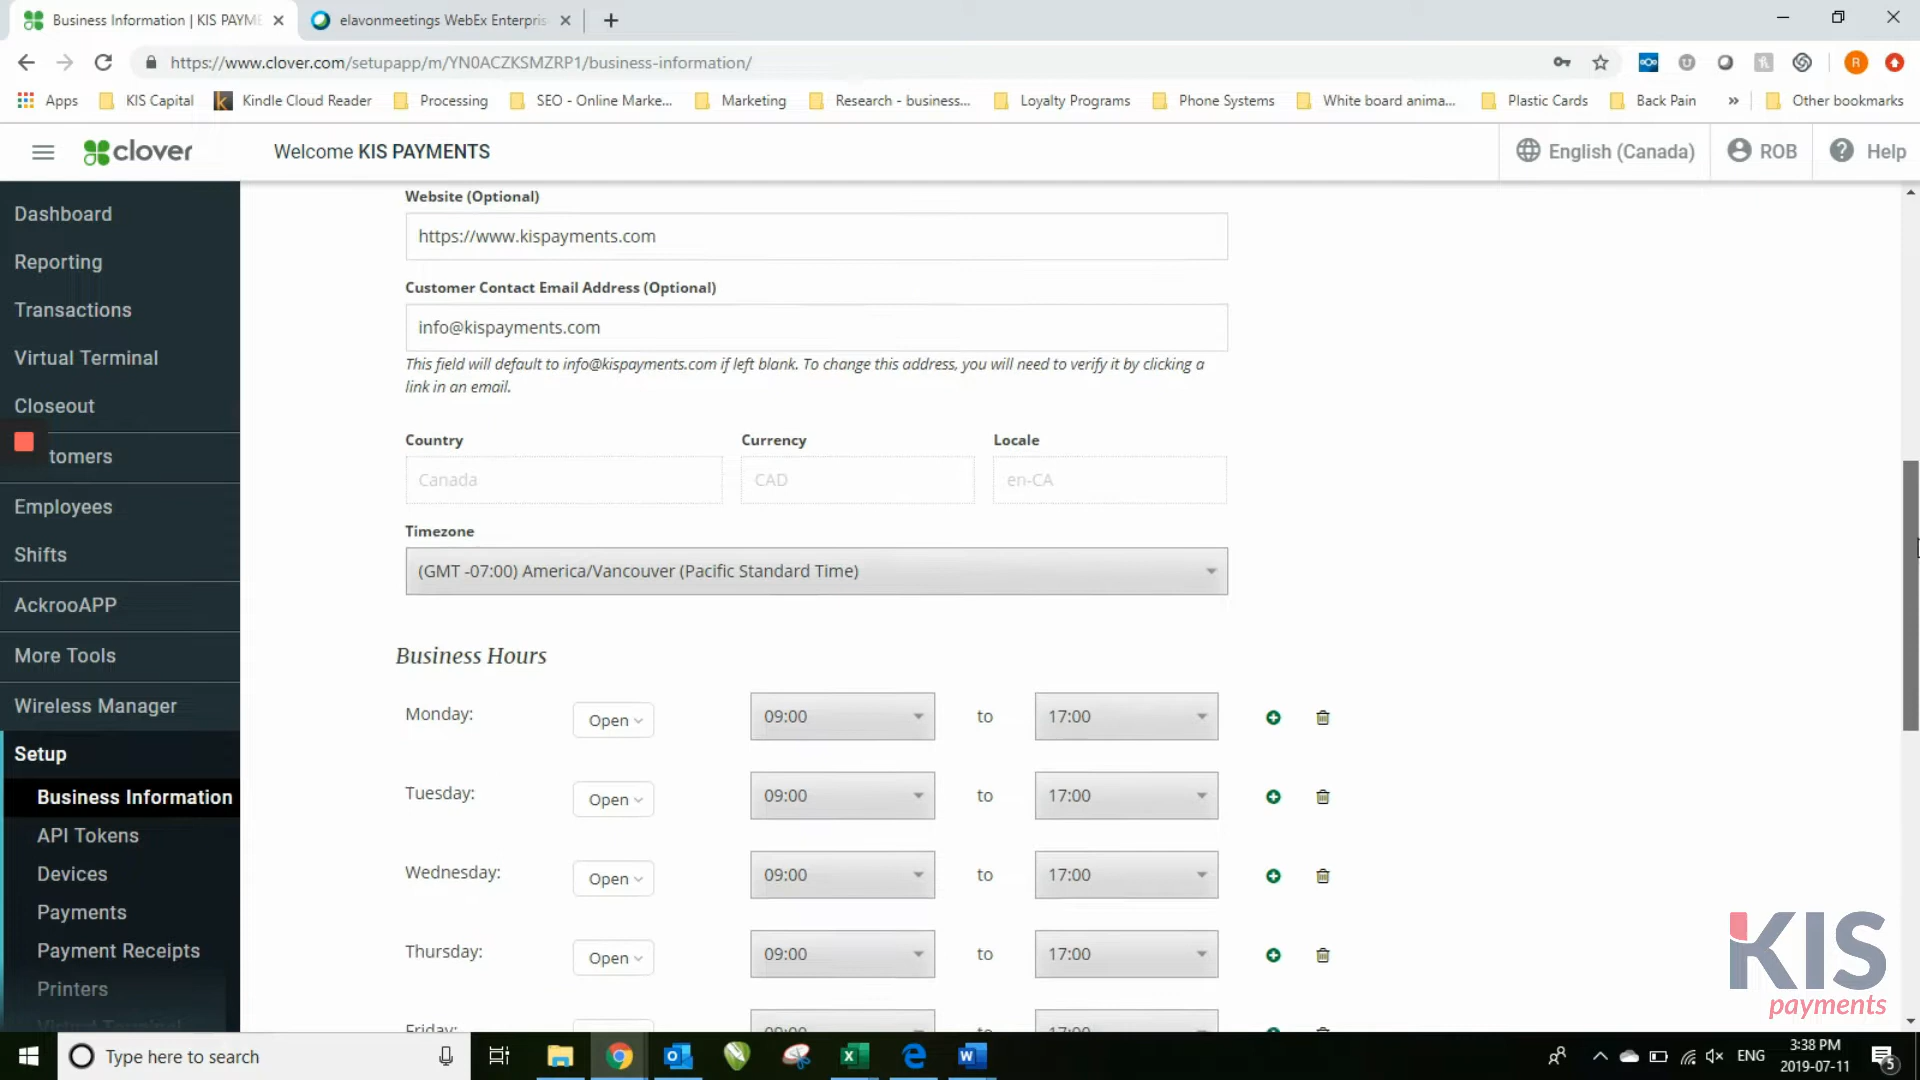 Business Information | KIS PAYME
elavonmeetings WebEx Enterpris
https://www.clover.com/setupapp/m/YN0ACZKSMZRP1/business-information/
R
Apps
KIS Capital
Kindle Cloud Reader
Processing
SEO - Online Marke...
Marketing
Research - business...
Loyalty Programs
Phone Systems
White board anima...
Plastic Cards
Back Pain
»
Other bookmarks
clover
Welcome KIS PAYMENTS
English (Canada)
ROB
Help
Dashboard
Reporting
Transactions
Virtual Terminal
Closeout
tomers
Employees
Shifts
AckrooAPP
More Tools
Wireless Manager
Setup
Business Information
API Tokens
Devices
Payments
Payment Receipts
Printers
Virtual Terminal
Website (Optional)
https://www.kispayments.com
Customer Contact Email Address (Optional)
info@kispayments.com
This field will default to info@kispayments.com if left blank. To change this address, you will need to verify it by clicking a
link in an email.
Country
Currency
Locale
Canada
CAD
en-CA
Timezone
(GMT -07:00) America/Vancouver (Pacific Standard Time)
Business Hours
Monday: Open 09:00 to 17:00
Tuesday: Open 09:00 to 17:00
Wednesday: Open 09:00 to 17:00
Thursday: Open 09:00 to 17:00
Friday: 09:00 to 17:00
KIS
payments
Type here to search
ENG
3:38 PM
2019-07-11
5